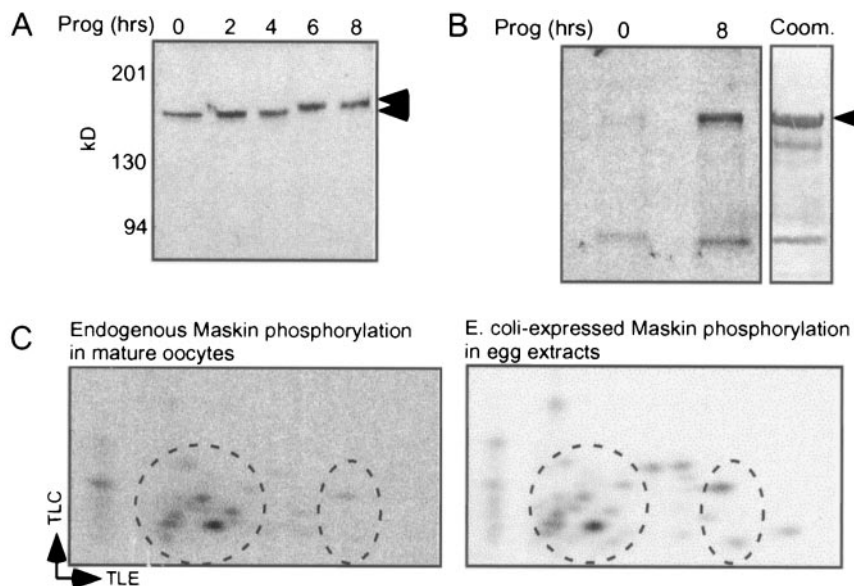 A
Prog (hrs) 0 2 4 6 8
201
130
94
kD
B
Prog (hrs) 0 8 Coom.
C
Endogenous Maskin phosphorylation
in mature oocytes
E. coli-expressed Maskin phosphorylation
in egg extracts
TLC
TLE